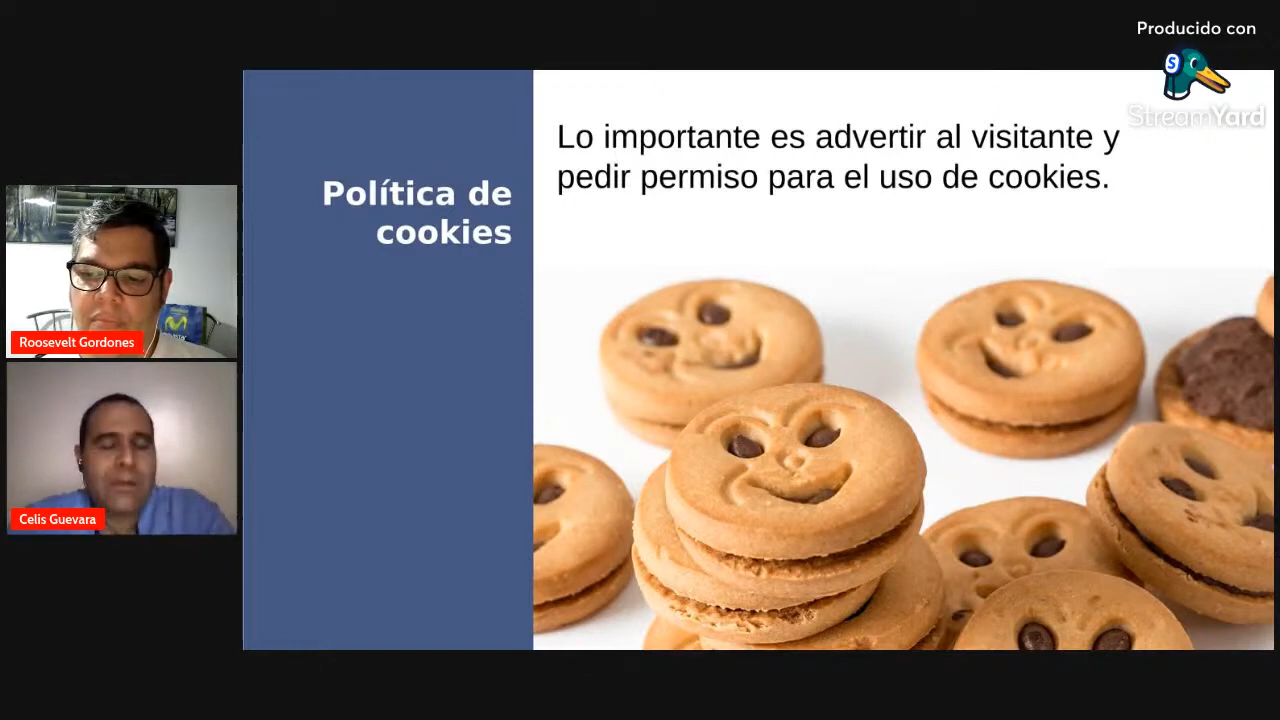 Producido con
StreamYard
Política de
cookies
Lo importante es advertir al visitante y
pedir permiso para el uso de cookies.
Roosevelt Gordones
Celis Guevara